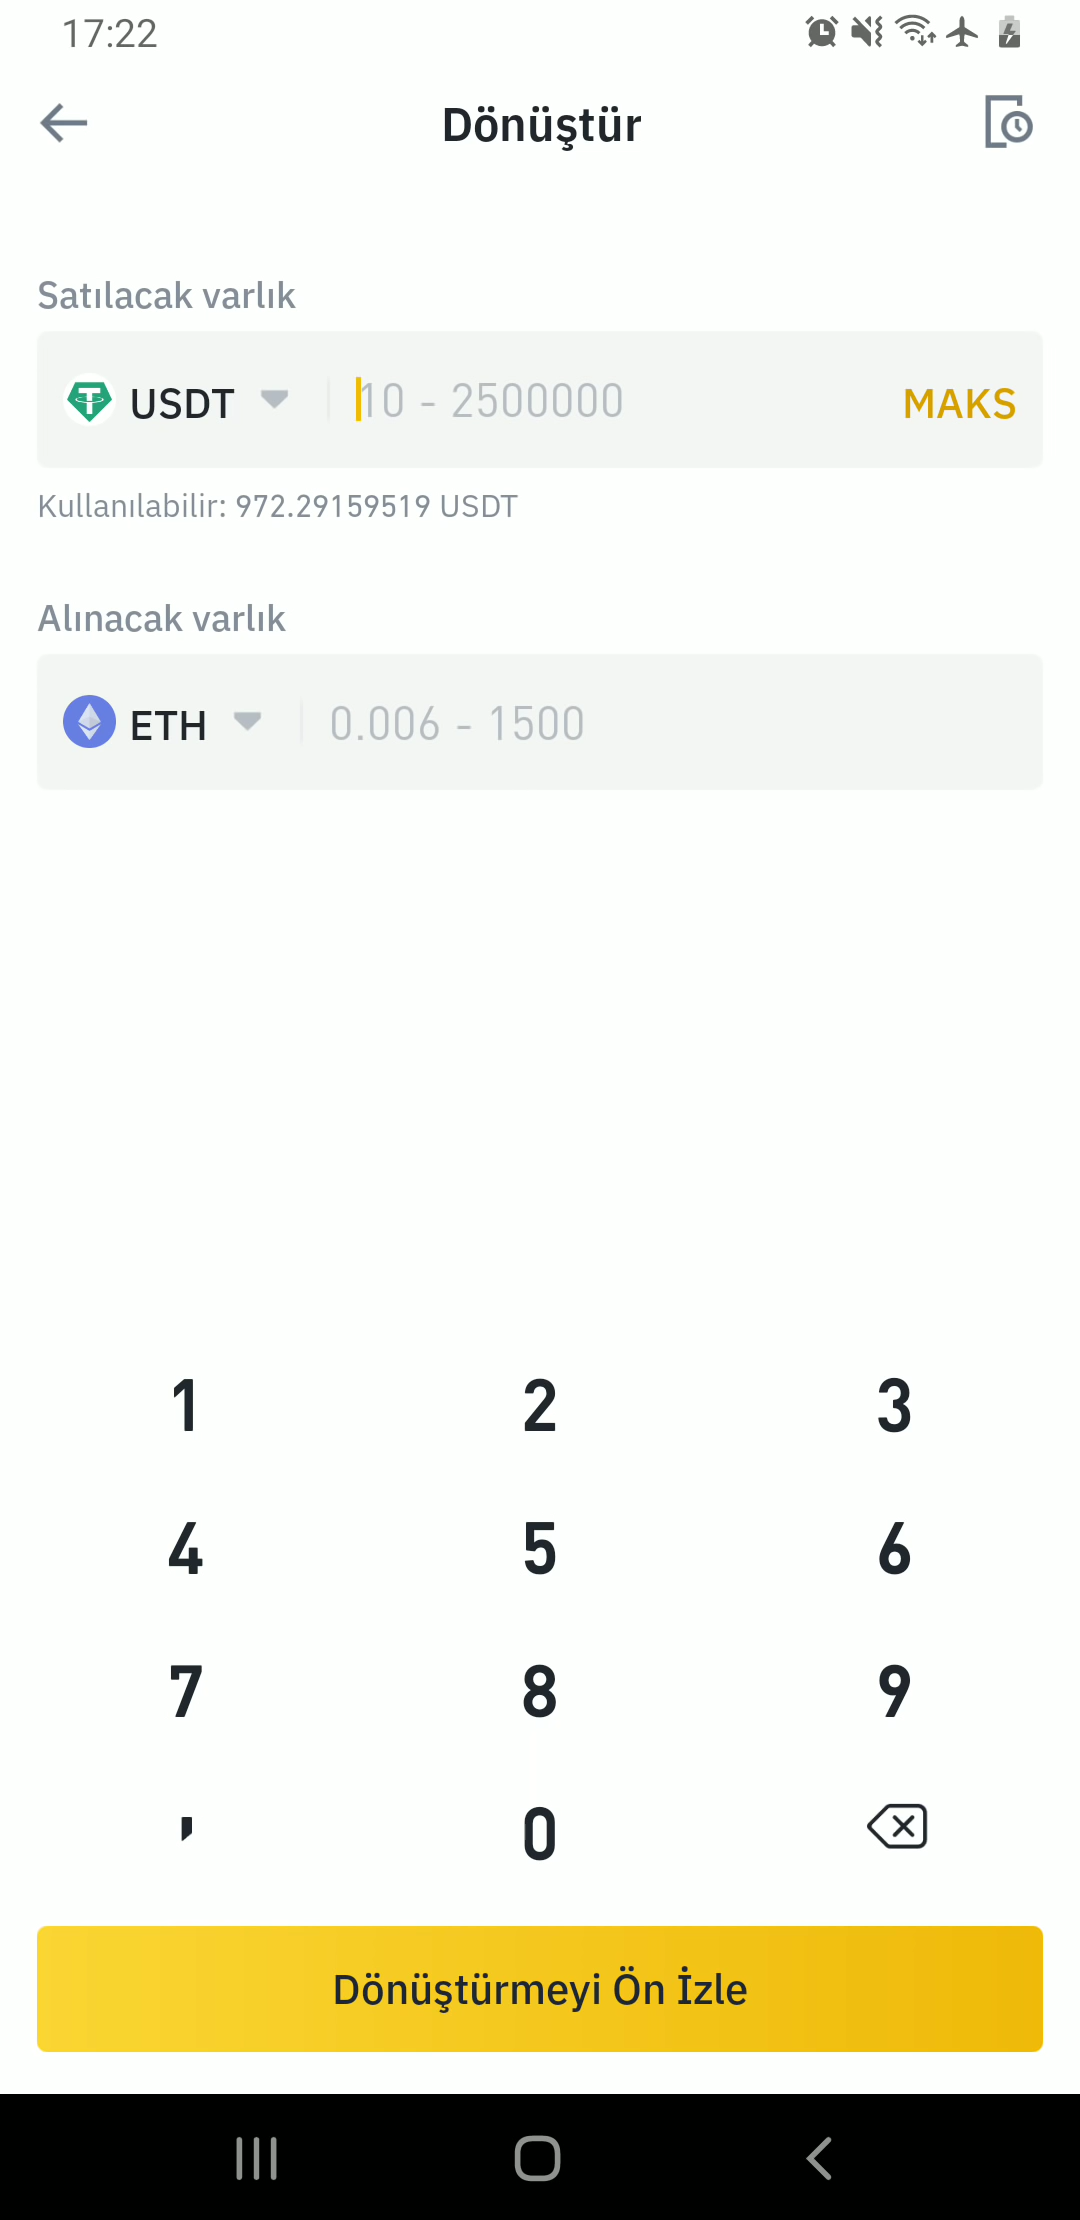 17:22
Dönüştür
Satılacak varlık
USDT 10 - 2500000 MAKS
Kullanılabilir: 972.29159519 USDT
Alınacak varlık
ETH 0.006 - 1500
1 2 3
4 5 6
7 8 9
, 0
Dönüştürmeyi Ön İzle